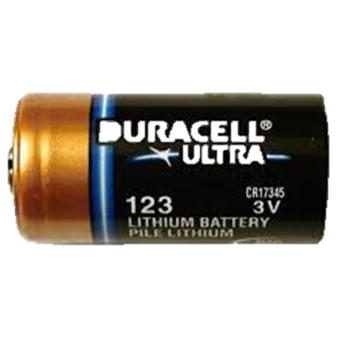 DURACELL®
ULTRA
CR17345
123 3V
LITHIUM BATTERY
PILE LITHIUM